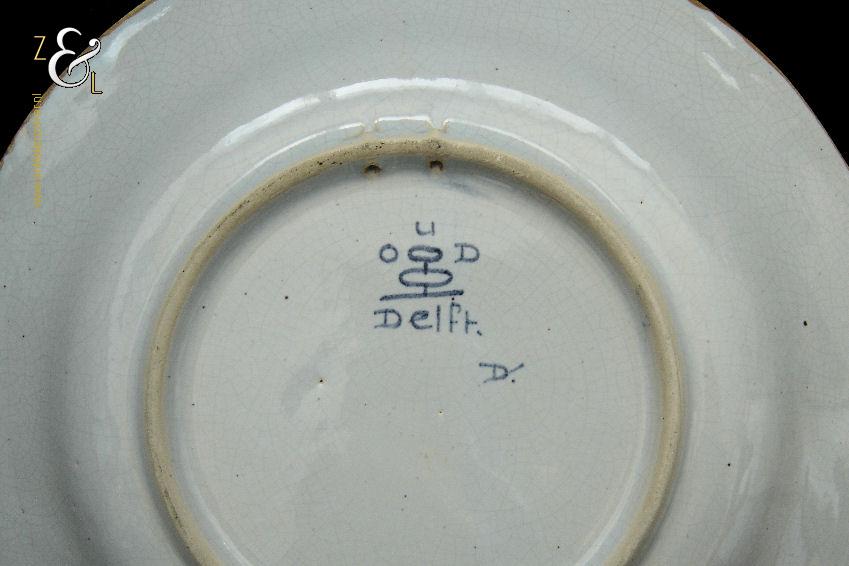 Z & L
U
O D
Delft.
D.